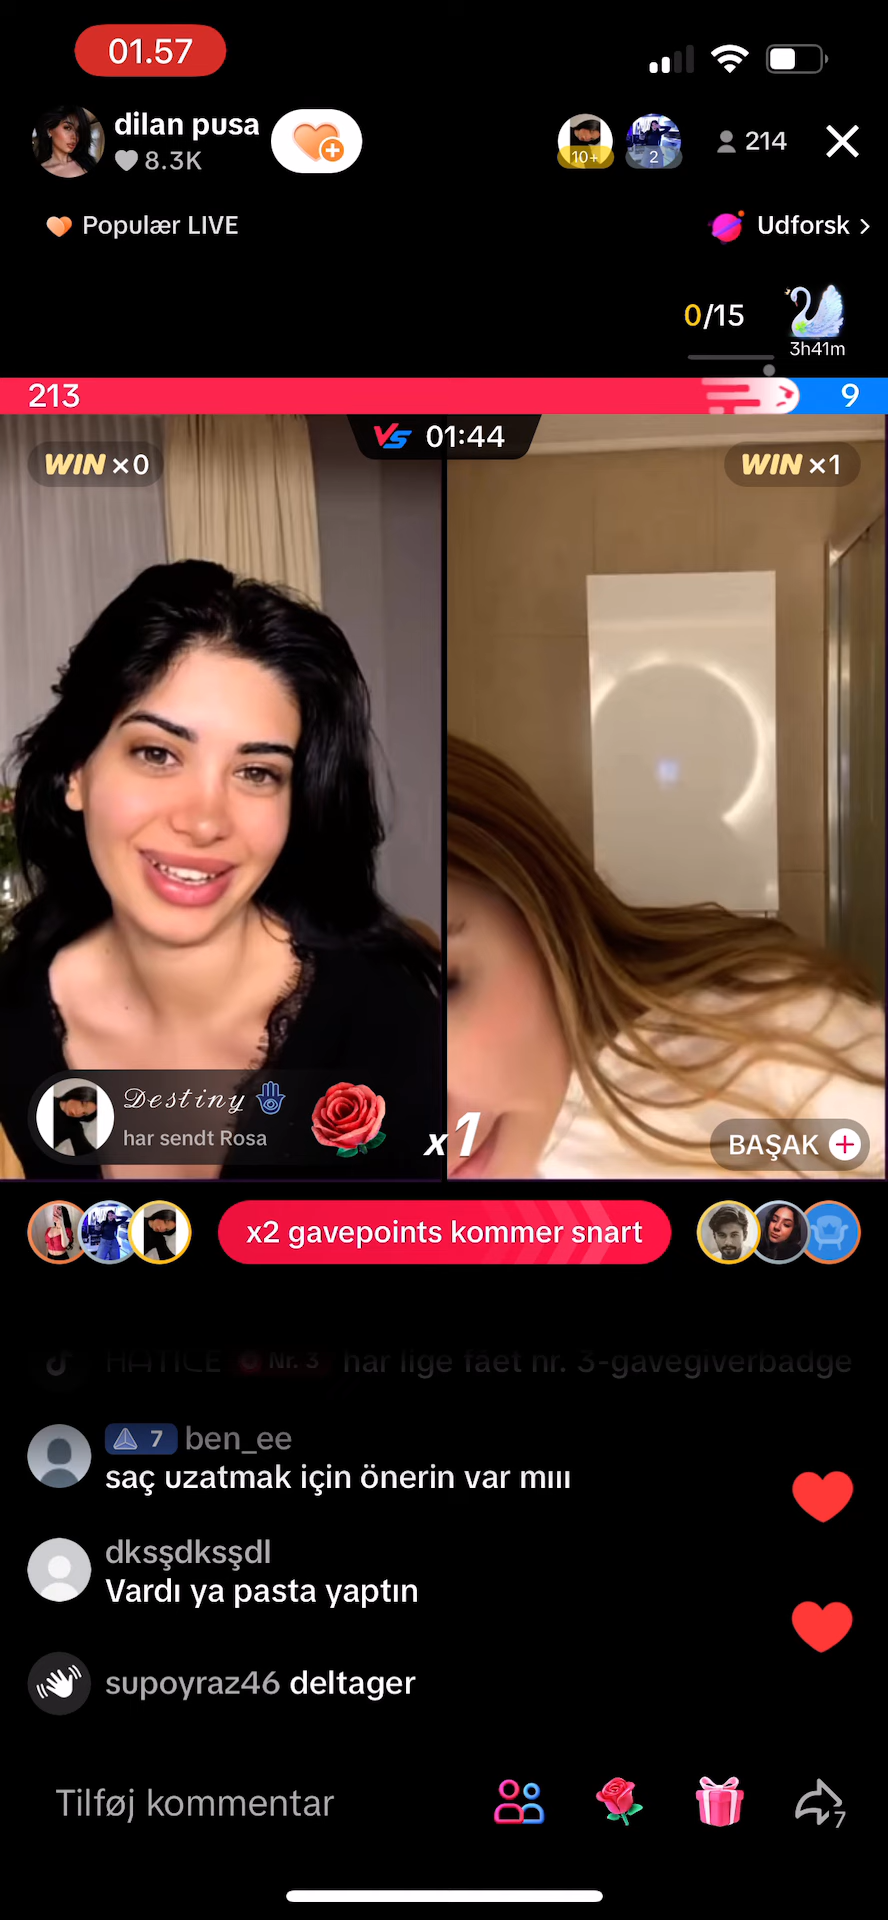 01.57
dilan pusa
8.3K
10+
2
214
Populær LIVE
Udforsk >
0/15
3h41m
213
9
VS 01:44
WIN x0
WIN x1
Destiny
har sendt Rosa
x1
BAŞAK +
x2 gavepoints kommer snart
HATICE Nr. 3 har lige fået nr. 3-gavegiverbadge
7 ben_ee
saç uzatmak için önerin var mııı
dksşdksşdl
Vardı ya pasta yaptın
supoyraz46 deltager
Tilføj kommentar
7